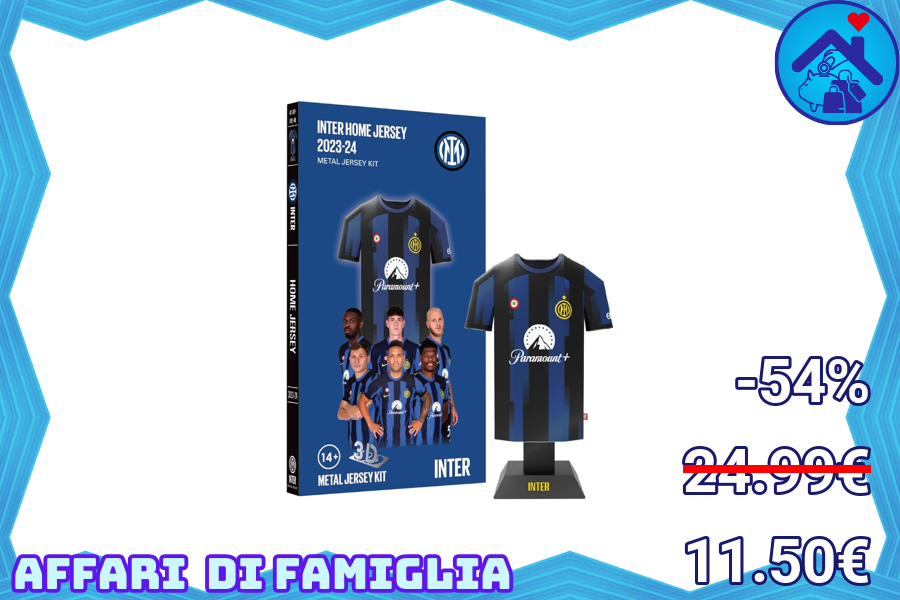 INTER HOME JERSEY
2023-24
METAL JERSEY KIT
INTER
HOME JERSEY
2023-24
INTER
Paramount+
Paramount+
14+
3D
METAL JERSEY KIT
INTER
INTER
-54%
24.99€
11.50€
AFFARI DI FAMIGLIA